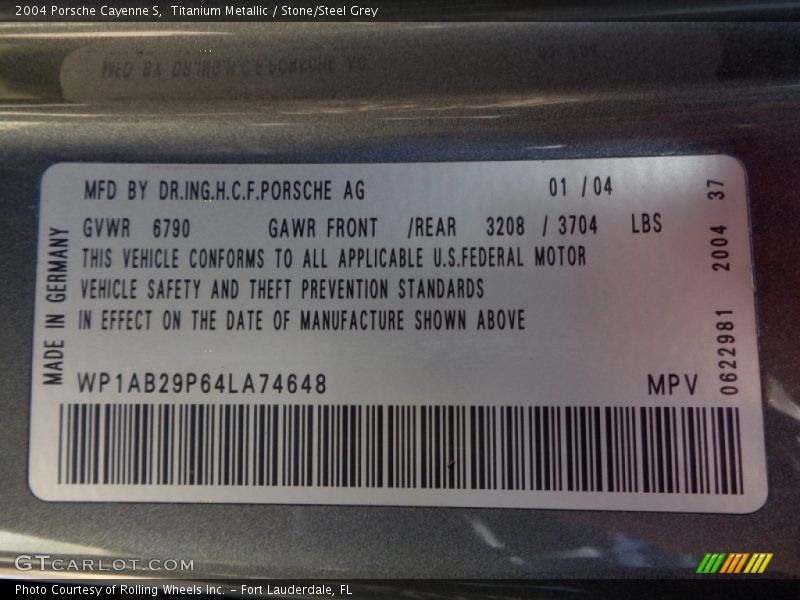 2004 Porsche Cayenne S,  Titanium Metallic / Stone/Steel Grey
MFD BY DR.ING.H.C.F.PORSCHE AG 01 /04
GVWR 6790 GAWR FRONT /REAR 3208 / 3704 LBS
THIS VEHICLE CONFORMS TO ALL APPLICABLE U.S.FEDERAL MOTOR
VEHICLE SAFETY AND THEFT PREVENTION STANDARDS
IN EFFECT ON THE DATE OF MANUFACTURE SHOWN ABOVE
WP1AB29P64LA74648 MPV
MADE IN GERMANY
0622981 2004 37
GTCARLOT.COM
Photo Courtesy of Rolling Wheels Inc. – Fort Lauderdale, FL